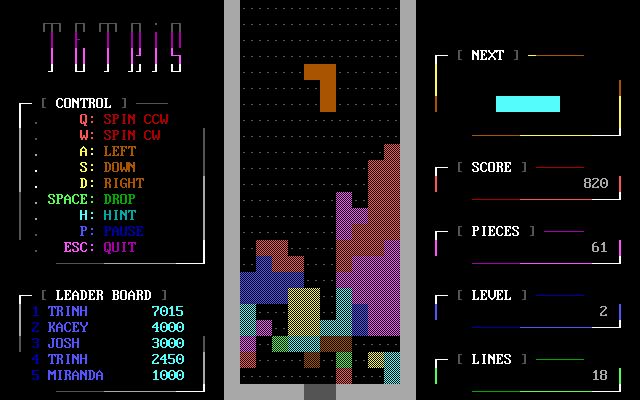 TETRIS
[ CONTROL ]
Q: SPIN CCW
W: SPIN CW
A: LEFT
S: DOWN
D: RIGHT
SPACE: DROP
H: HINT
P: PAUSE
ESC: QUIT
[ LEADER BOARD ]
1 TRINH 7015
2 KACEY 4000
3 JOSH 3000
4 TRINH 2450
5 MIRANDA 1000
[ NEXT ]
[ SCORE ]
820
[ PIECES ]
61
[ LEVEL ]
2
[ LINES ]
18